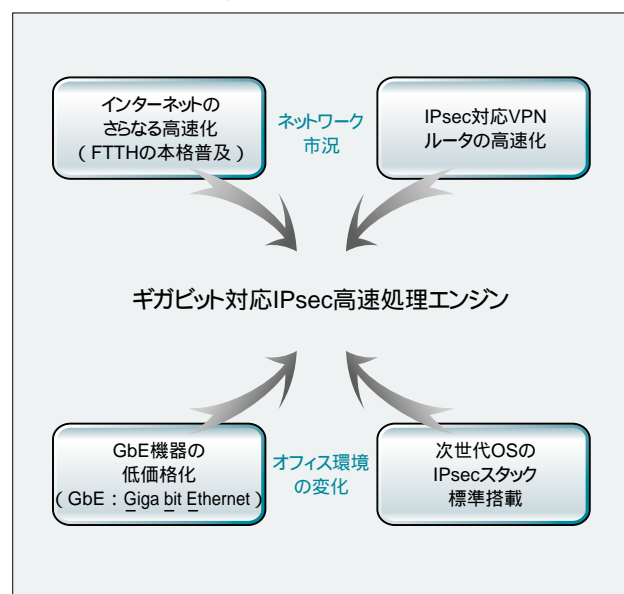 インターネットの
さらなる高速化
（FTTHの本格普及）
ネットワーク
市況
IPsec対応VPN
ルータの高速化
ギガビット対応IPsec高速処理エンジン
GbE機器の
低価格化
（GbE：Giga bit Ethernet）
オフィス環境
の変化
次世代OSの
IPsecスタック
標準搭載